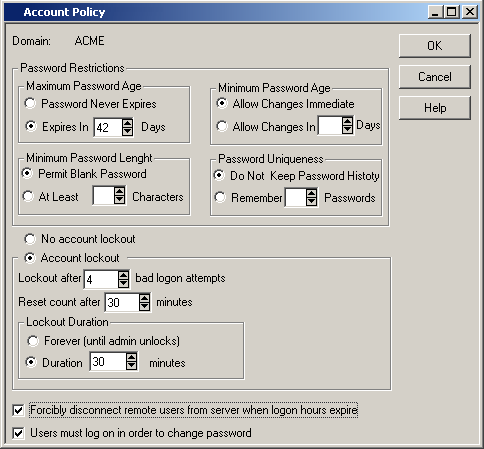 Account Policy
Domain: ACME
OK
Cancel
Help
Password Restrictions
Maximum Password Age
Password Never Expires
Expires In 42 Days
Minimum Password Age
Allow Changes Immediate
Allow Changes In Days
Minimum Password Lenght
Permit Blank Password
At Least Characters
Password Uniqueness
Do Not Keep Password Histoty
Remember Passwords
No account lockout
Account lockout
Lockout after 4 bad logon attempts
Reset count after 30 minutes
Lockout Duration
Forever (until admin unlocks)
Duration 30 minutes
Forcibly disconnect remote users from server when logon hours expire
Users must log on in order to change password